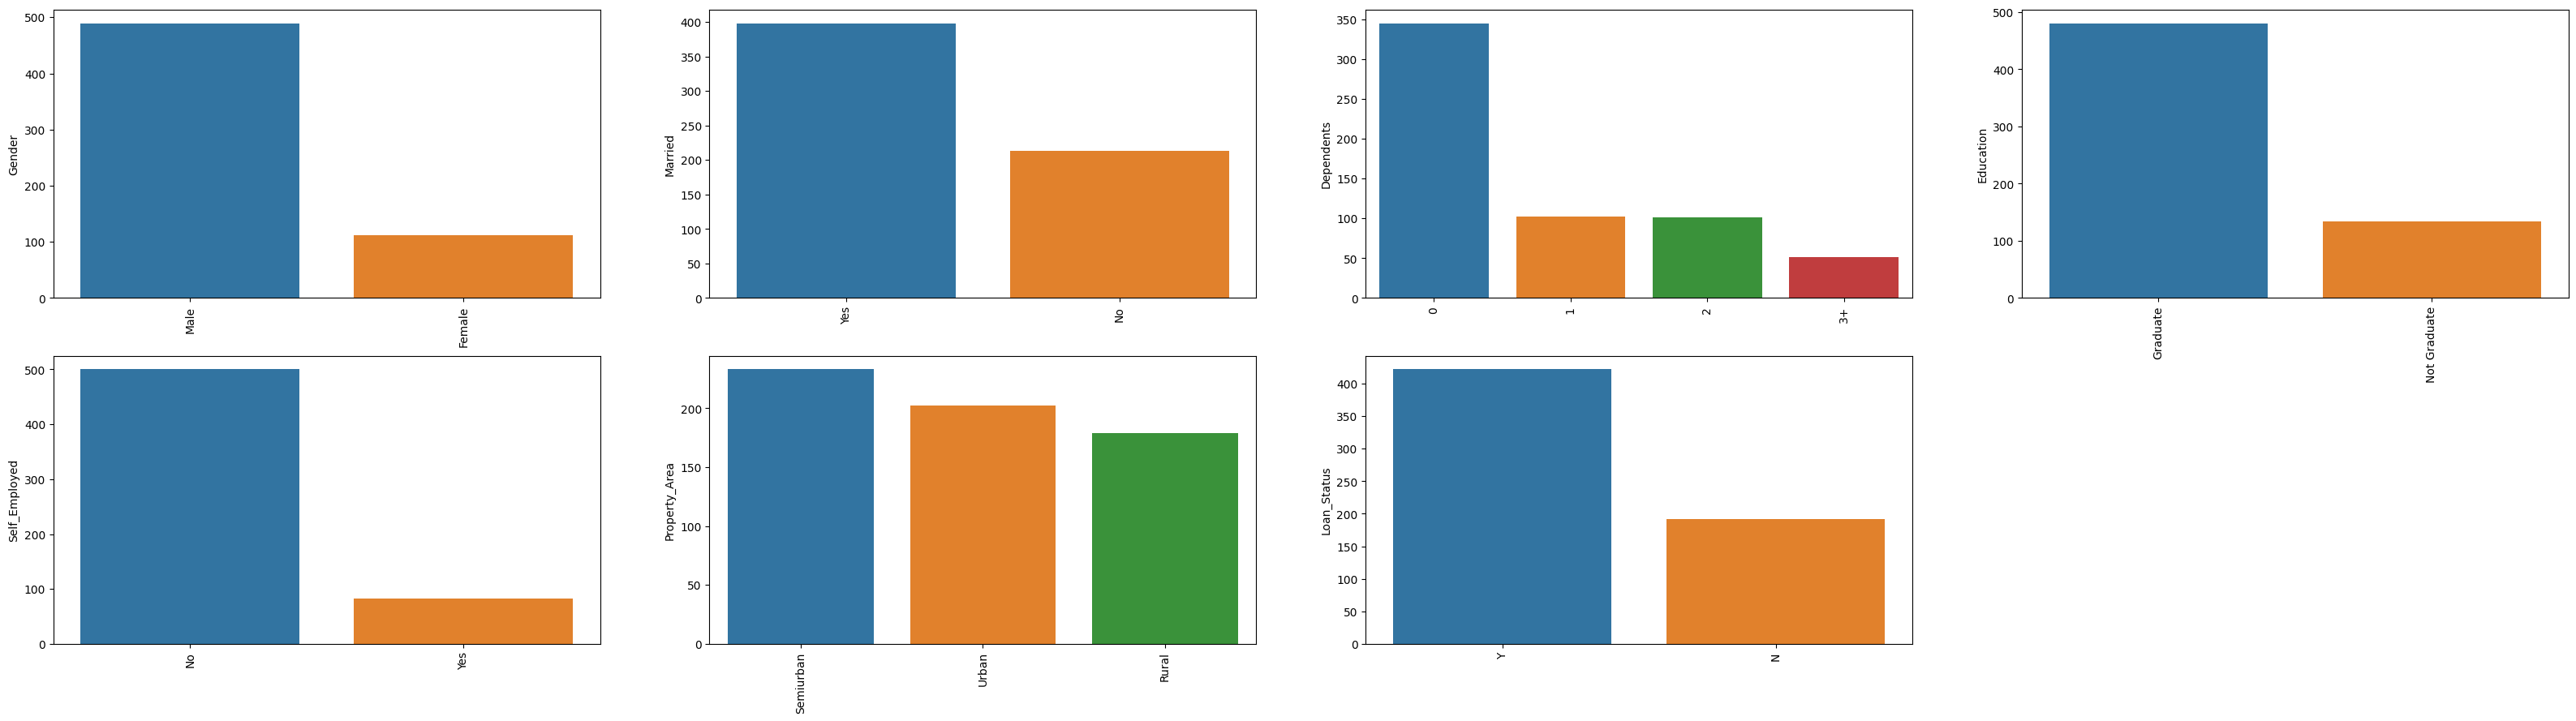 Gender
500
400
300
200
100
0
Male
Female
Married
400
350
300
250
200
150
100
50
0
Yes
No
Dependents
350
300
250
200
150
100
50
0
0
1
2
3+
Education
500
400
300
200
100
0
Graduate
Not Graduate
Self_Employed
500
400
300
200
100
0
No
Yes
Property_Area
200
150
100
50
0
Semiurban
Urban
Rural
Loan_Status
400
350
300
250
200
150
100
50
0
Y
N